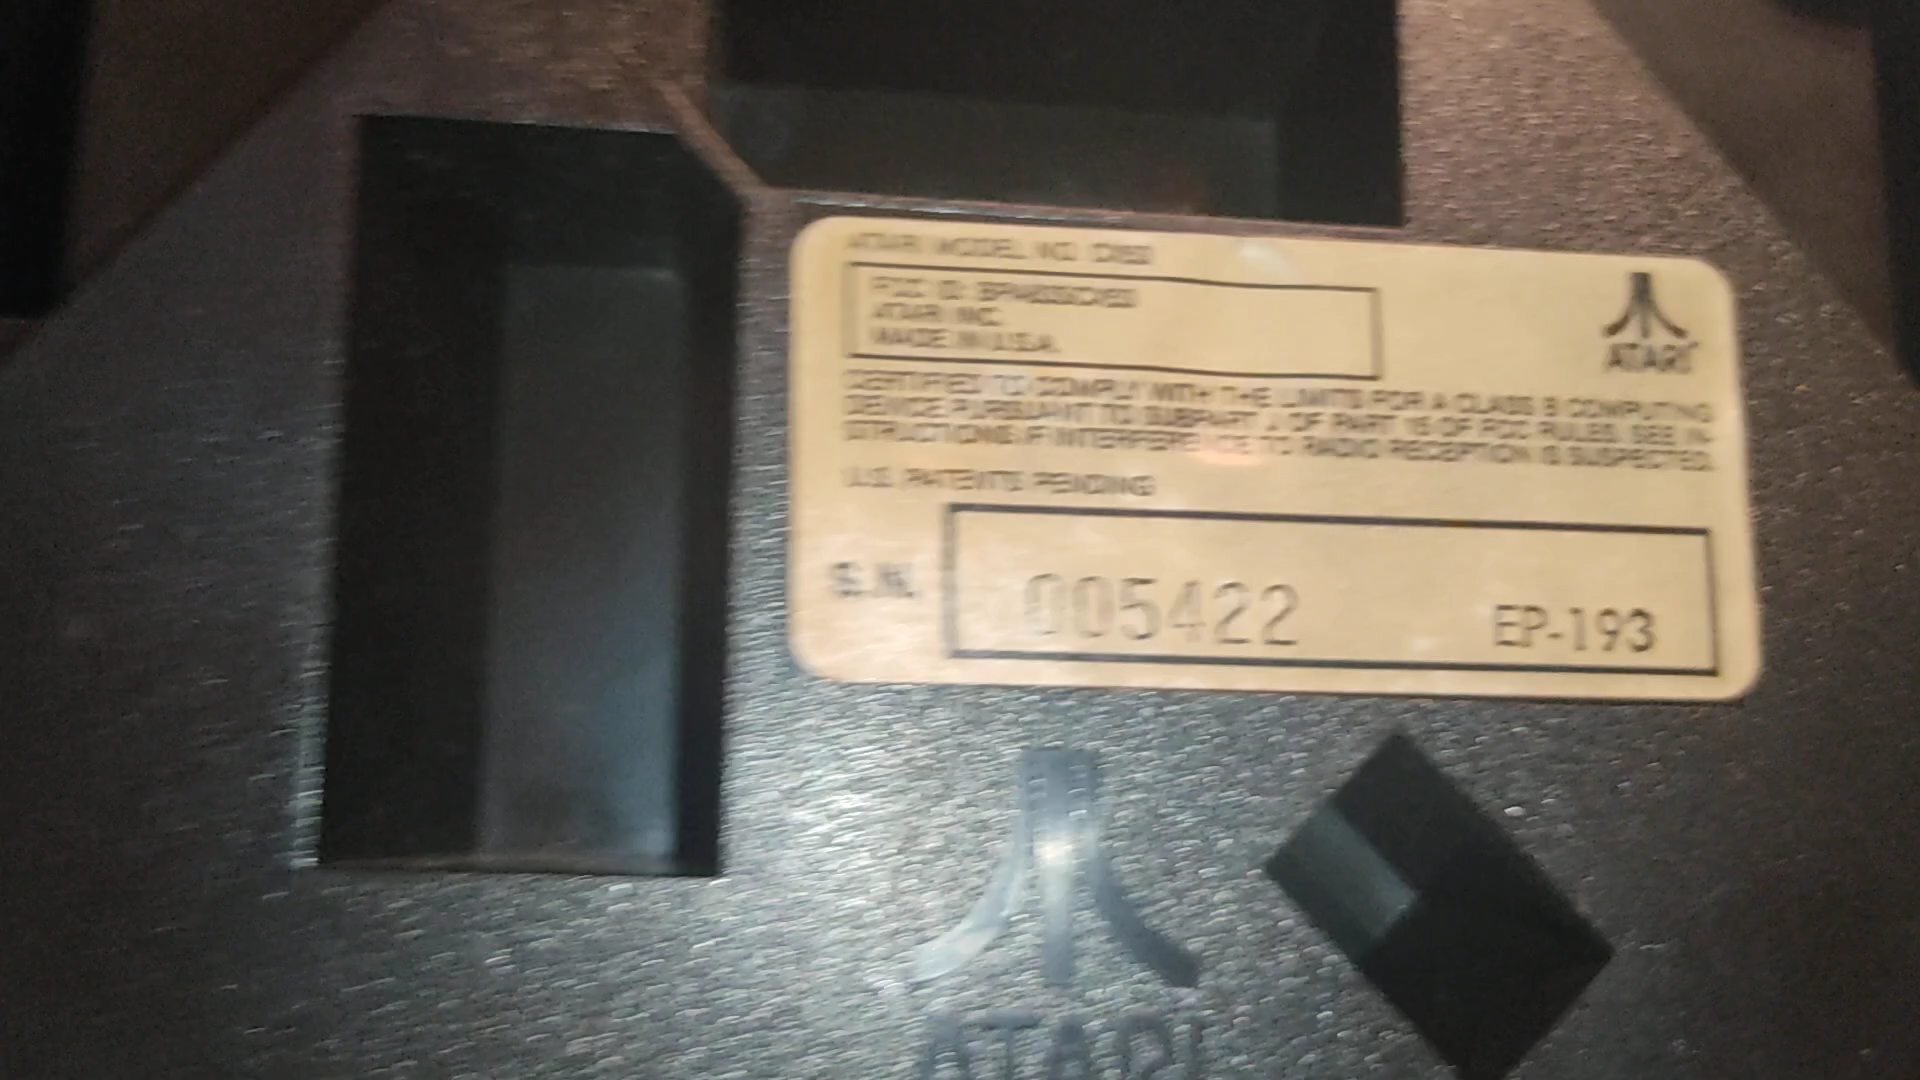 ATARI MODEL NO.
FCC ID:
ATARI INC.
MADE IN U.S.A.
ATARI
CERTIFIED TO COMPLY WITH THE LIMITS FOR A CLASS B COMPUTING
DEVICE PURSUANT TO SUBPART J OF PART 15 OF FCC RULES. SEE IN-
STRUCTIONS IF INTERFERENCE TO RADIO RECEPTION IS SUSPECTED.
U.S. PATENTS PENDING
S.N. 005422 EP-193
ATARI